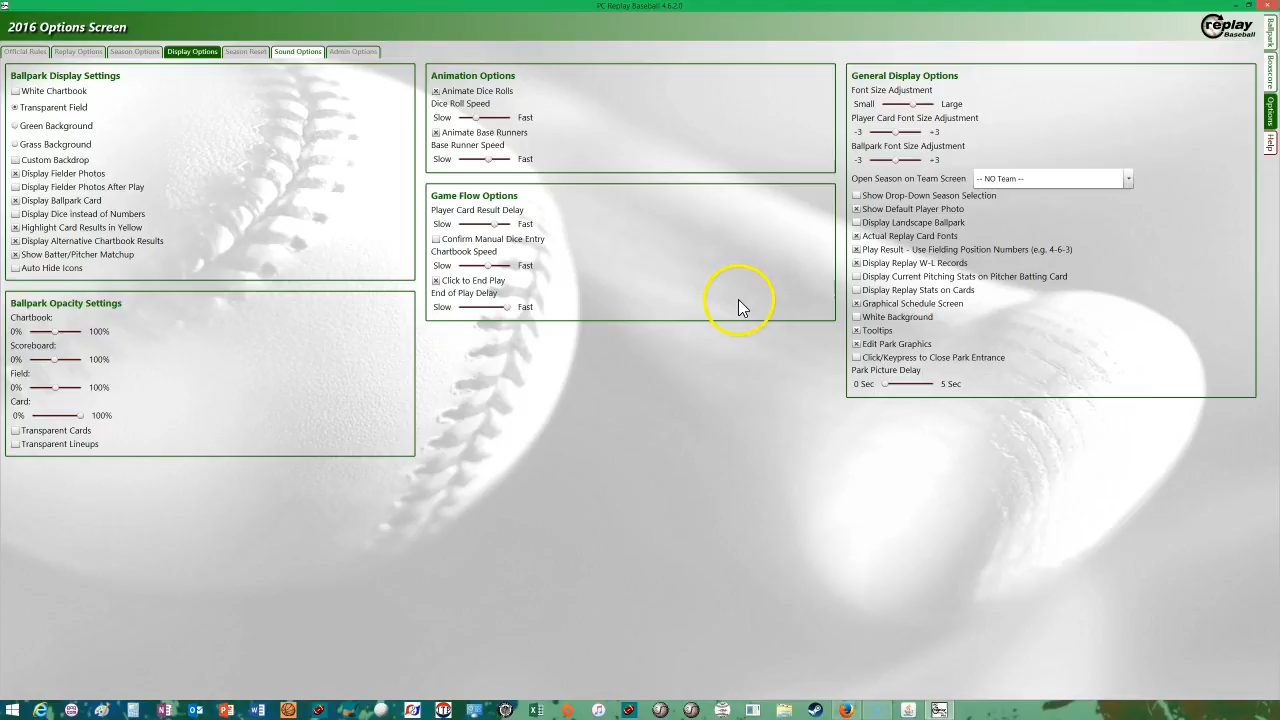 PC Replay Baseball 4.6.2.0
2016 Options Screen
replay
Baseball
Official Rules
Replay Options
Season Options
Display Options
Season Reset
Sound Options
Admin Options
Ballpark
Boxscore
Options
Help
Ballpark Display Settings
White Chartbook
Transparent Field
Green Background
Grass Background
Custom Backdrop
Display Fielder Photos
Display Fielder Photos After Play
Display Ballpark Card
Display Dice instead of Numbers
Highlight Card Results in Yellow
Display Alternative Chartbook Results
Show Batter/Pitcher Matchup
Auto Hide Icons
Ballpark Opacity Settings
Chartbook:
0% 100%
Scoreboard:
0% 100%
Field:
0% 100%
Card:
0% 100%
Transparent Cards
Transparent Lineups
Animation Options
Animate Dice Rolls
Dice Roll Speed
Slow Fast
Animate Base Runners
Base Runner Speed
Slow Fast
Game Flow Options
Player Card Result Delay
Slow Fast
Confirm Manual Dice Entry
Chartbook Speed
Slow Fast
Click to End Play
End of Play Delay
Slow Fast
General Display Options
Font Size Adjustment
Small Large
Player Card Font Size Adjustment
-3 +3
Ballpark Font Size Adjustment
-3 +3
Open Season on Team Screen -- NO Team --
Show Drop-Down Season Selection
Show Default Player Photo
Display Landscape Ballpark
Actual Replay Card Fonts
Play Result - Use Fielding Position Numbers (e.g. 4-6-3)
Display Replay W-L Records
Display Current Pitching Stats on Pitcher Batting Card
Display Replay Stats on Cards
Graphical Schedule Screen
White Background
Tooltips
Edit Park Graphics
Click/Keypress to Close Park Entrance
Park Picture Delay
0 Sec 5 Sec